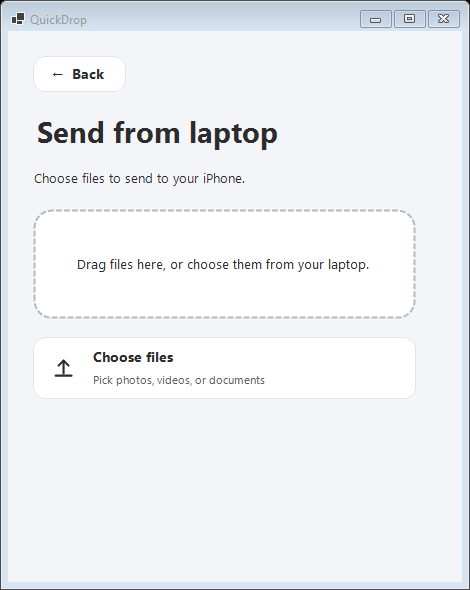 QuickDrop
← Back
Send from laptop
Choose files to send to your iPhone.
Drag files here, or choose them from your laptop.
Choose files
Pick photos, videos, or documents